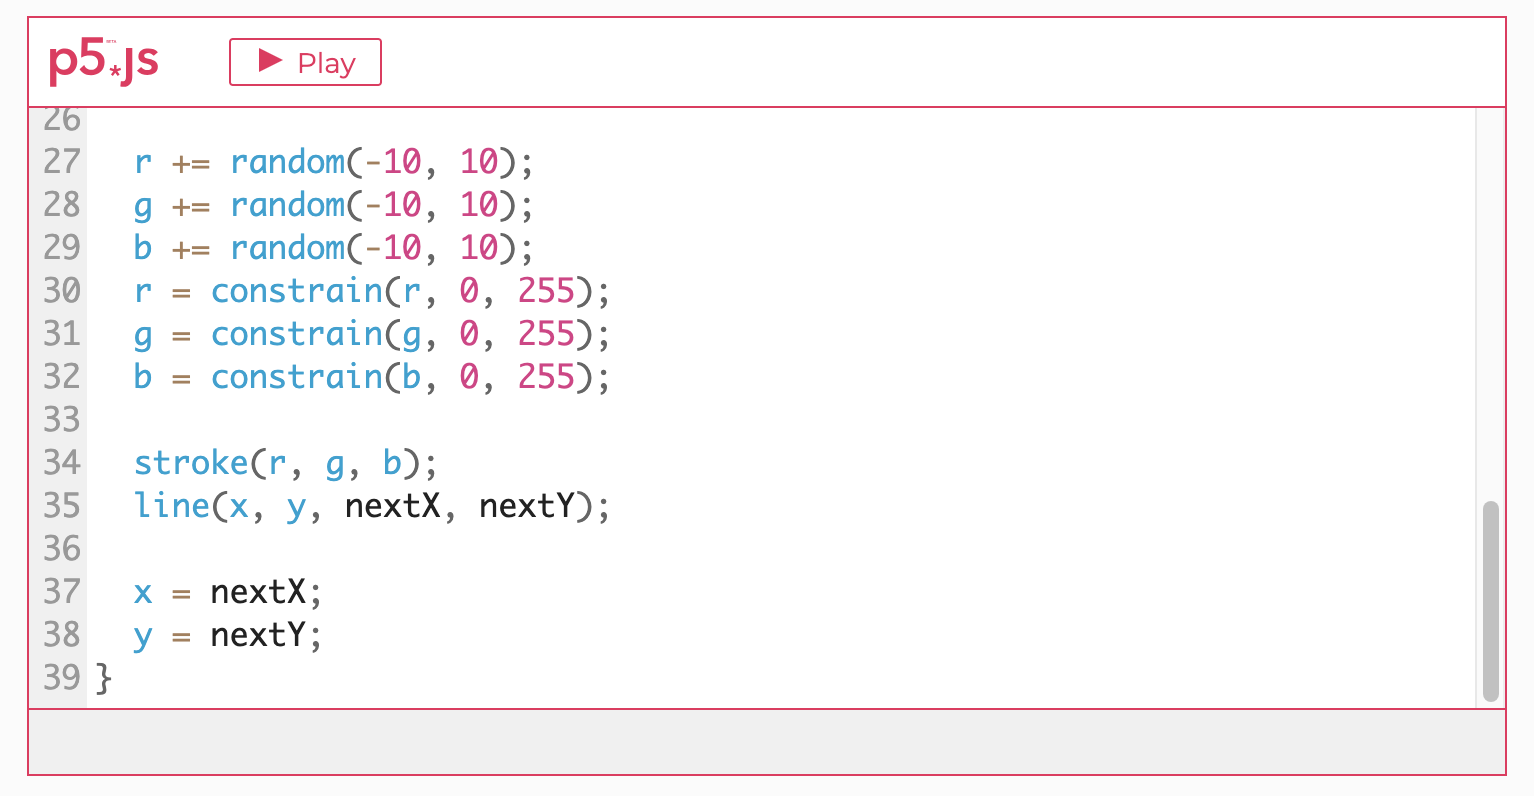 p5*js
Play
26
27 r += random(-10, 10);
28 g += random(-10, 10);
29 b += random(-10, 10);
30 r = constrain(r, 0, 255);
31 g = constrain(g, 0, 255);
32 b = constrain(b, 0, 255);
33
34 stroke(r, g, b);
35 line(x, y, nextX, nextY);
36
37 x = nextX;
38 y = nextY;
39 }